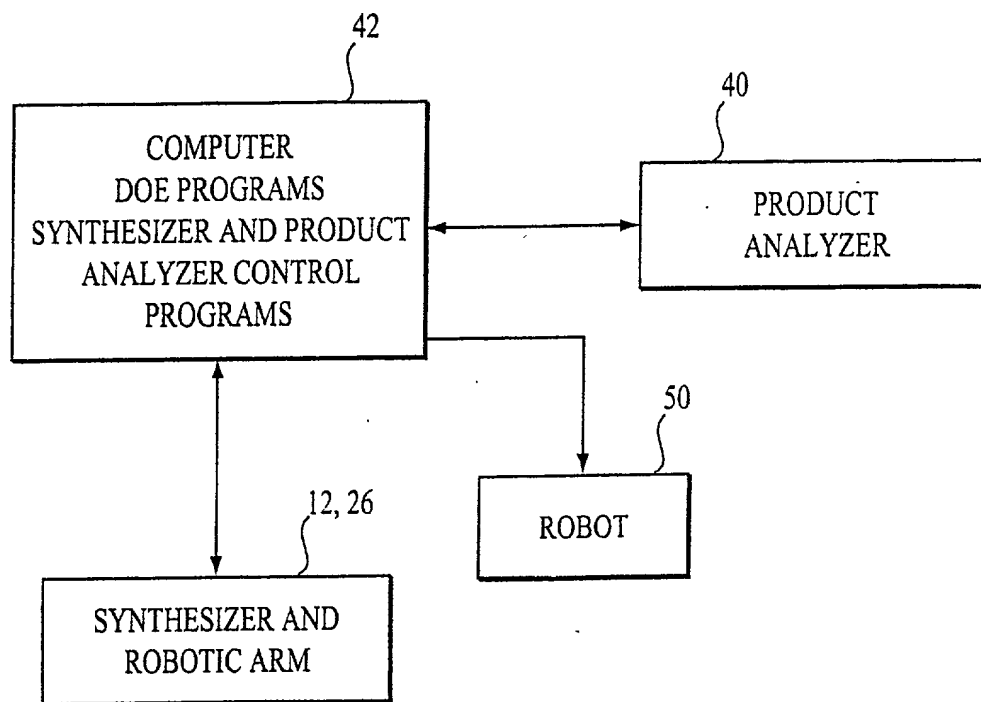 42
COMPUTER
DOE PROGRAMS
SYNTHESIZER AND PRODUCT
ANALYZER CONTROL
PROGRAMS
40
PRODUCT
ANALYZER
50
ROBOT
12, 26
SYNTHESIZER AND
ROBOTIC ARM